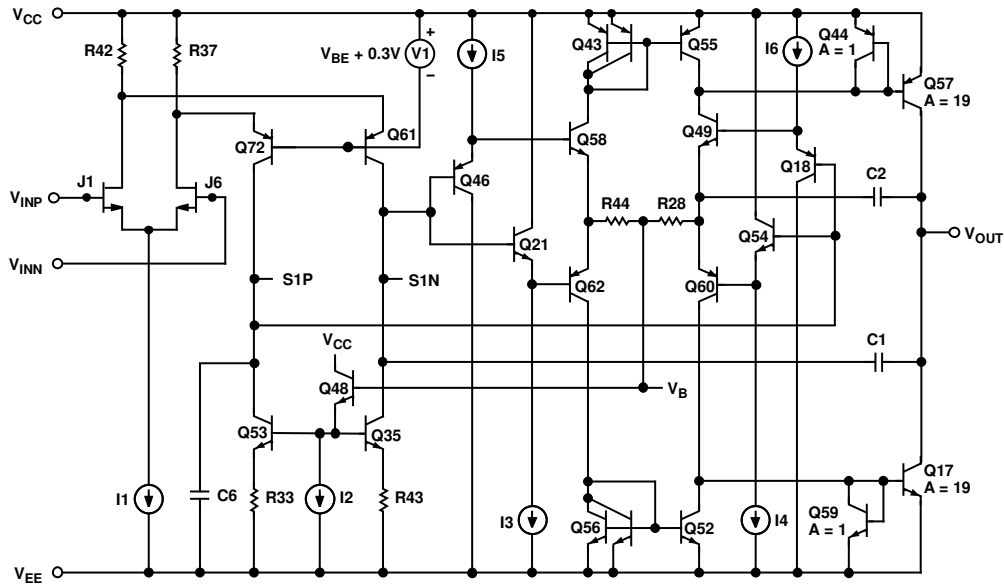 VCC
R42
R37
VBE + 0.3V
V1
+
−
I5
Q43
Q55
I6
Q44
A = 1
Q57
A = 19
Q72
Q61
Q58
Q49
Q18
J1
J6
Q46
VINP
C2
R44
R28
Q21
Q54
VOUT
VINN
S1P
S1N
Q62
Q60
VCC
C1
Q48
VB
Q53
Q35
Q17
A = 19
I1
C6
R33
I2
R43
I3
Q56
Q52
I4
Q59
A = 1
VEE